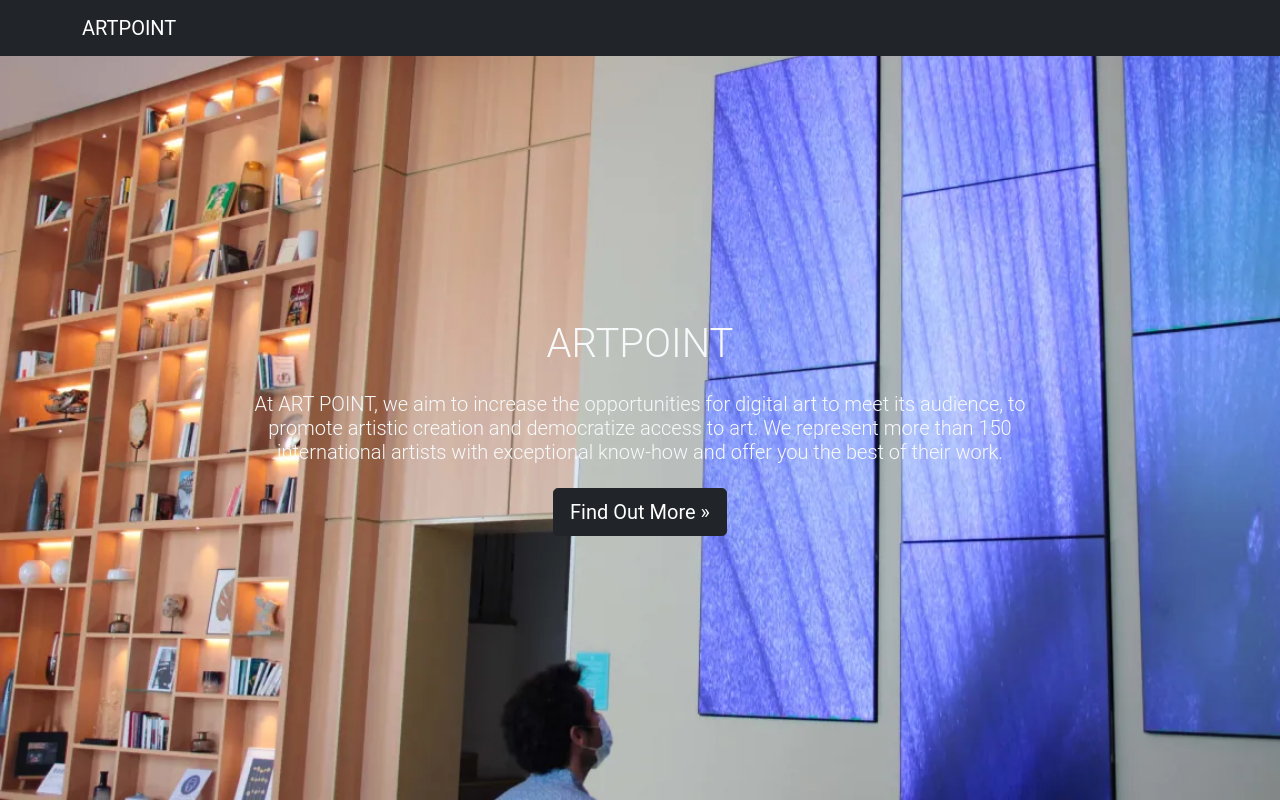 ARTPOINT
ARTPOINT
At ART POINT, we aim to increase the opportunities for digital art to meet its audience, to
promote artistic creation and democratize access to art. We represent more than 150
international artists with exceptional know-how and offer you the best of their work.
Find Out More »